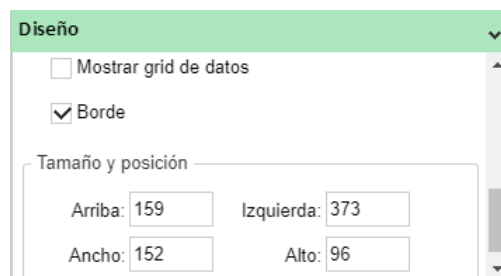 Diseño
Mostrar grid de datos
Borde
Tamaño y posición
Arriba: 159 Izquierda: 373
Ancho: 152 Alto: 96